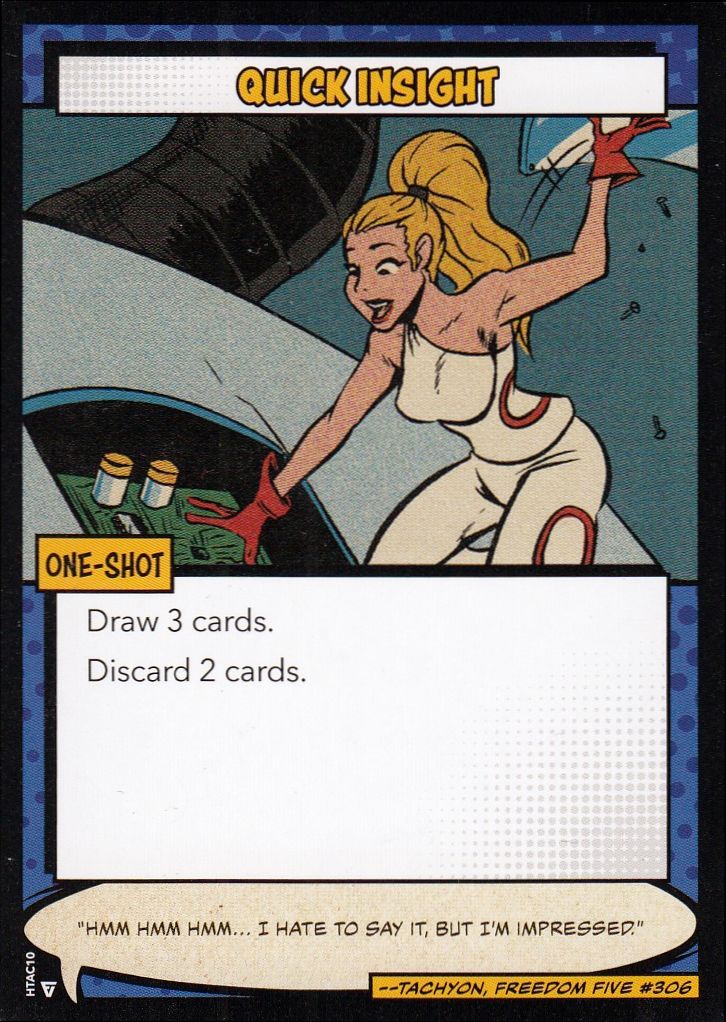 QUICK INSIGHT
ONE-SHOT
Draw 3 cards.
Discard 2 cards.
"HMM HMM HMM... I HATE TO SAY IT, BUT I'M IMPRESSED."
--TACHYON, FREEDOM FIVE #306
HTAC10